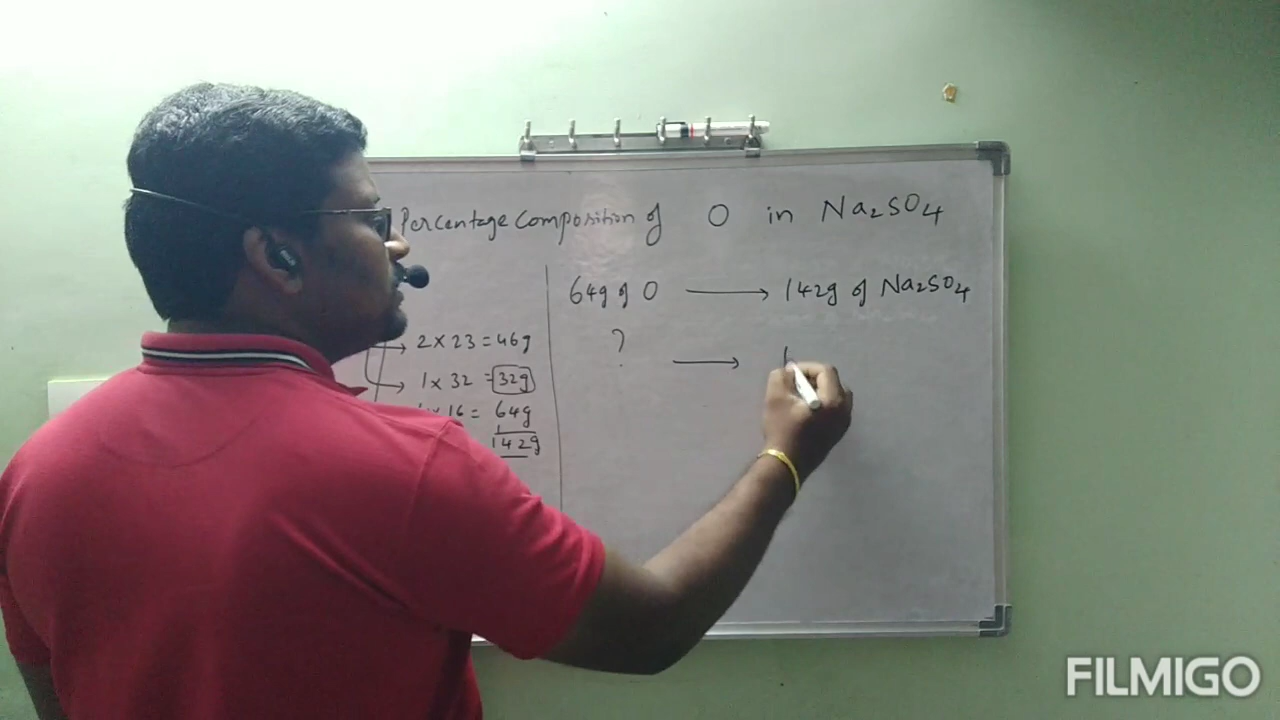 Percentage Composition of O in Na2SO4
64g of O → 142g of Na2SO4
? → 1
→ 2 × 23 = 46g
→ 1 × 32 = 32g
× 16 = 64g
142g
FILMIGO